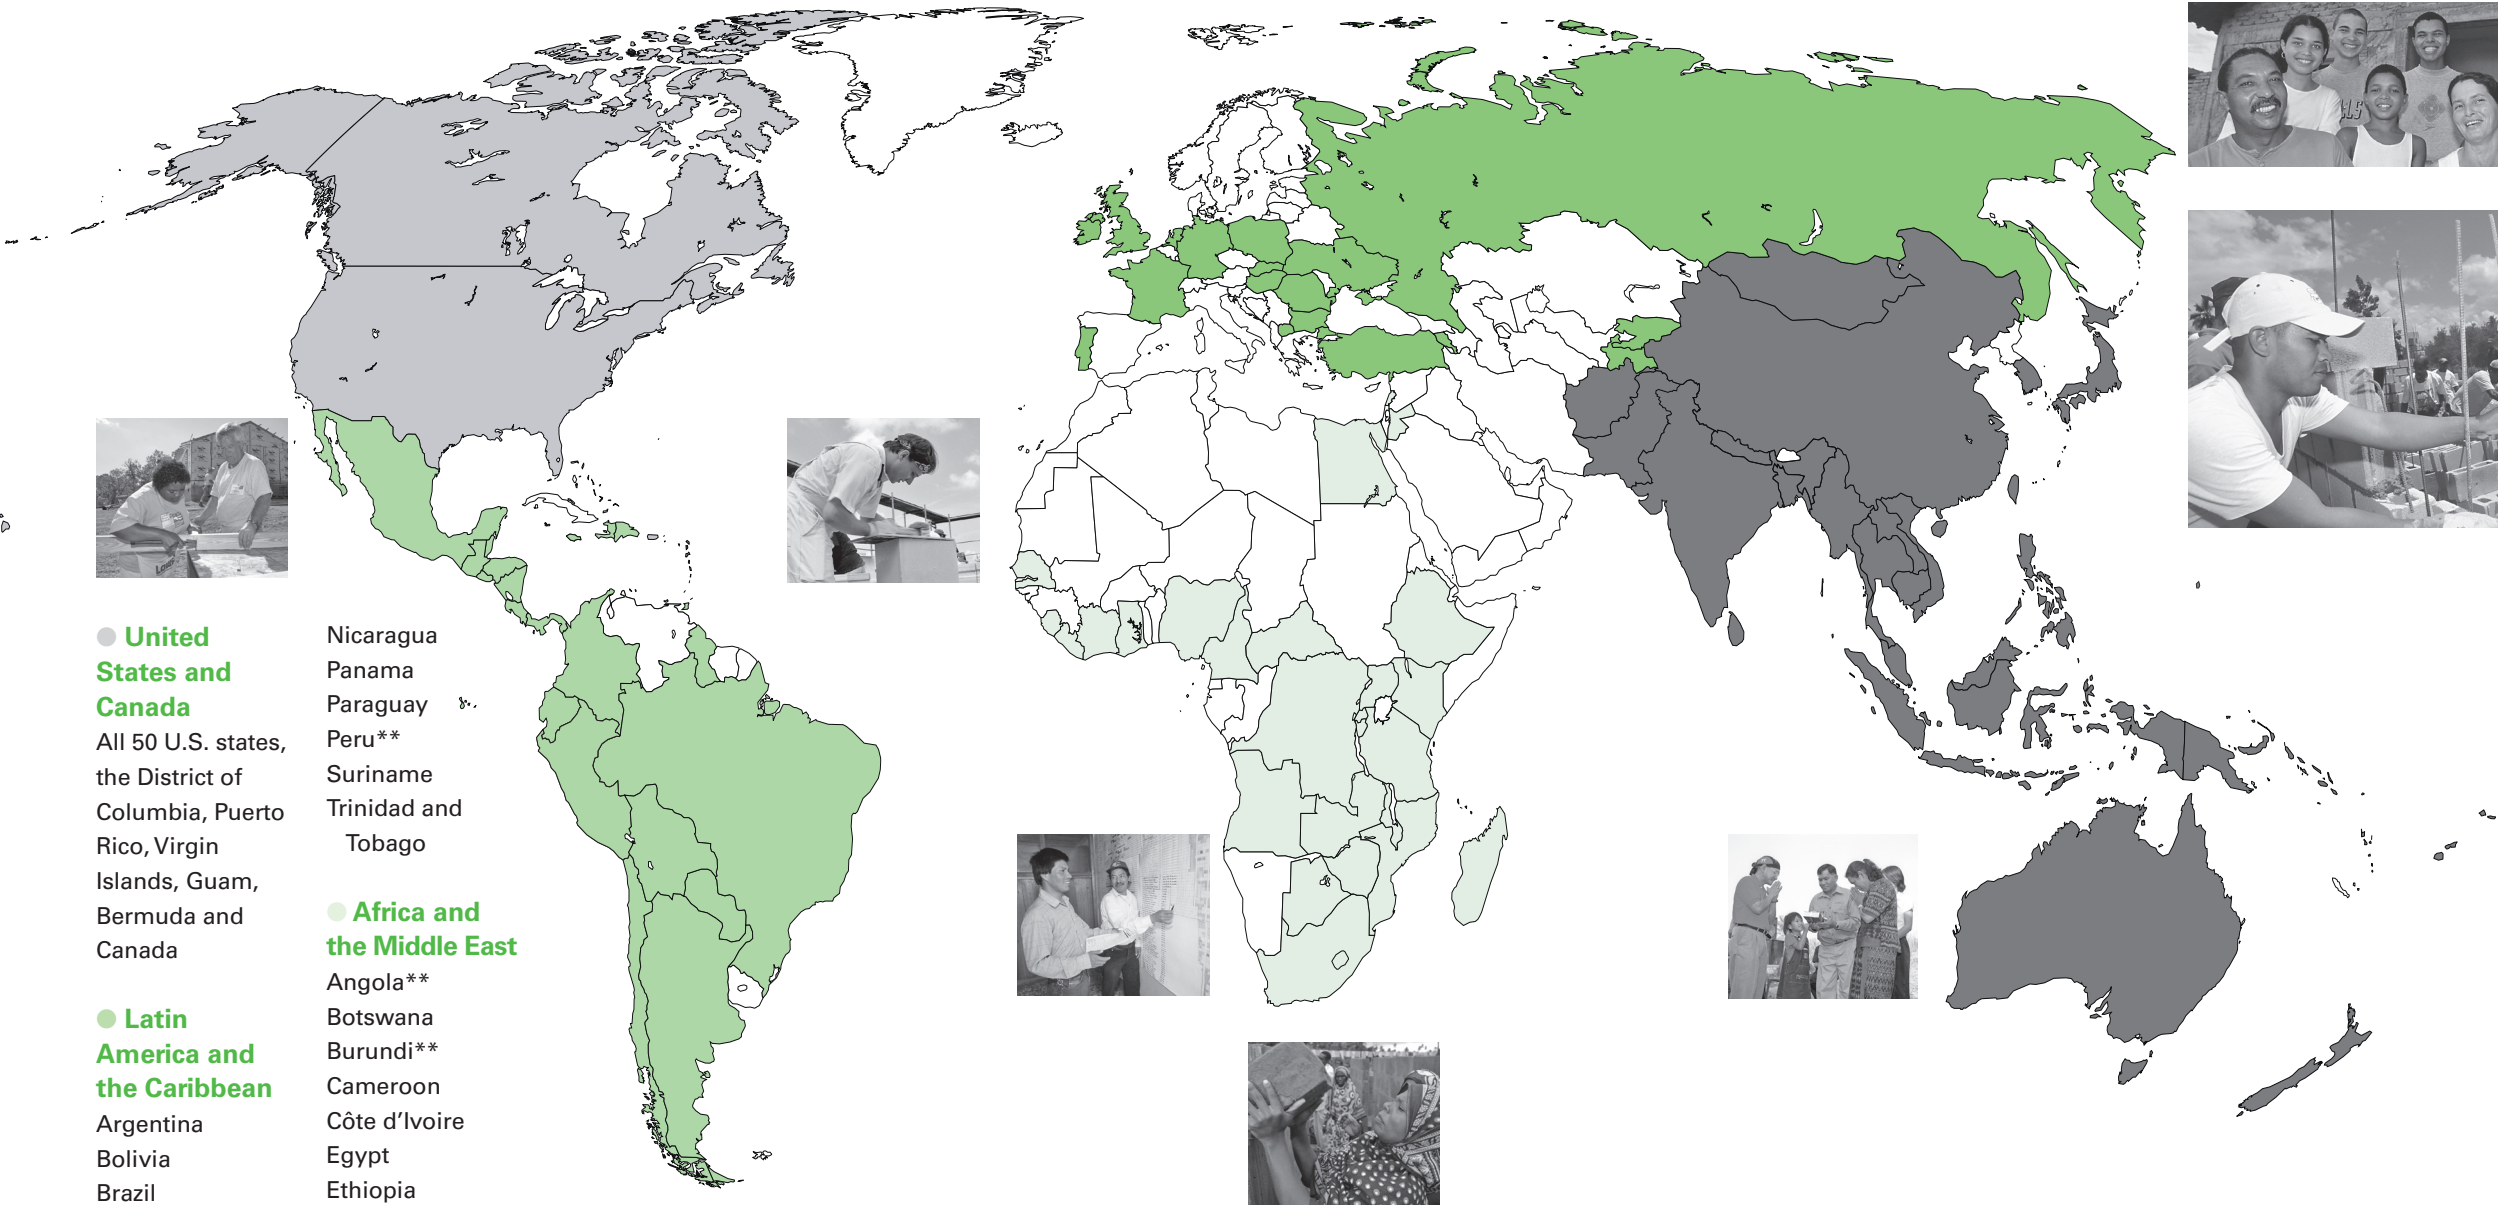 United
States and
Canada
All 50 U.S. states,
the District of
Columbia, Puerto
Rico, Virgin
Islands, Guam,
Bermuda and
Canada
Latin
America and
the Caribbean
Argentina
Bolivia
Brazil
Nicaragua
Panama
Paraguay
Peru**
Suriname
Trinidad and
Tobago
Africa and
the Middle East
Angola**
Botswana
Burundi**
Cameroon
Côte d’Ivoire
Egypt
Ethiopia